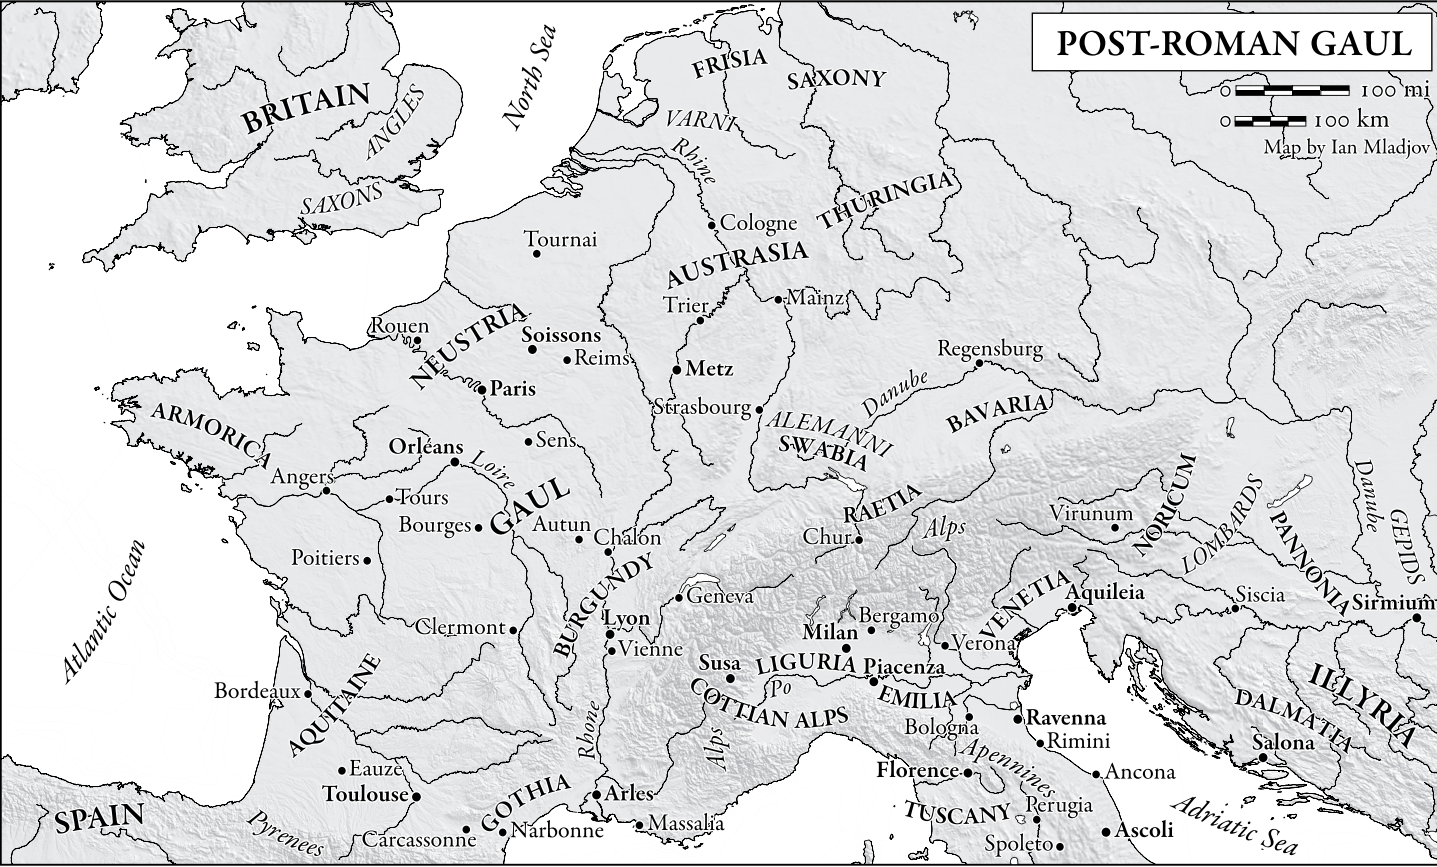 POST-ROMAN GAUL
0 100 mi
0 100 km
Map by Ian Mladjov
North Sea
FRISIA
SAXONY
BRITAIN
ANGLES
VARNI
Rhine
SAXONS
THURINGIA
Cologne
Tournai
AUSTRASIA
Trier
Mainz
Rouen
NEUSTRIA
Soissons
Reims
Regensburg
Metz
Paris
Danube
Strasbourg
ALEMANNI
BAVARIA
ARMORICA
SWABIA
Orléans
Sens
Angers
Loire
Tours
GAUL
RAETIA
NORICUM
LOMBARDS
Danube
Bourges
Autun
Chalon
Chur
Alps
Virunum
PANNONIA
GEPIDS
Poitiers
Atlantic Ocean
BURGUNDY
Geneva
VENETIA
Aquileia
Siscia
Sirmium
Clermont
Lyon
Bergamo
Milan
Vienne
Verona
Susa
LIGURIA
Piacenza
Bordeaux
AQUITAINE
Po
COTTIAN ALPS
EMILIA
ILLYRIA
DALMATIA
Rhone
Alps
Bologna
Ravenna
Rimini
Salona
Apennines
Eauze
Florence
Ancona
Toulouse
GOTHIA
Arles
SPAIN
Pyrenees
TUSCANY
Perugia
Adriatic Sea
Carcassonne
Narbonne
Massalia
Ascoli
Spoleto